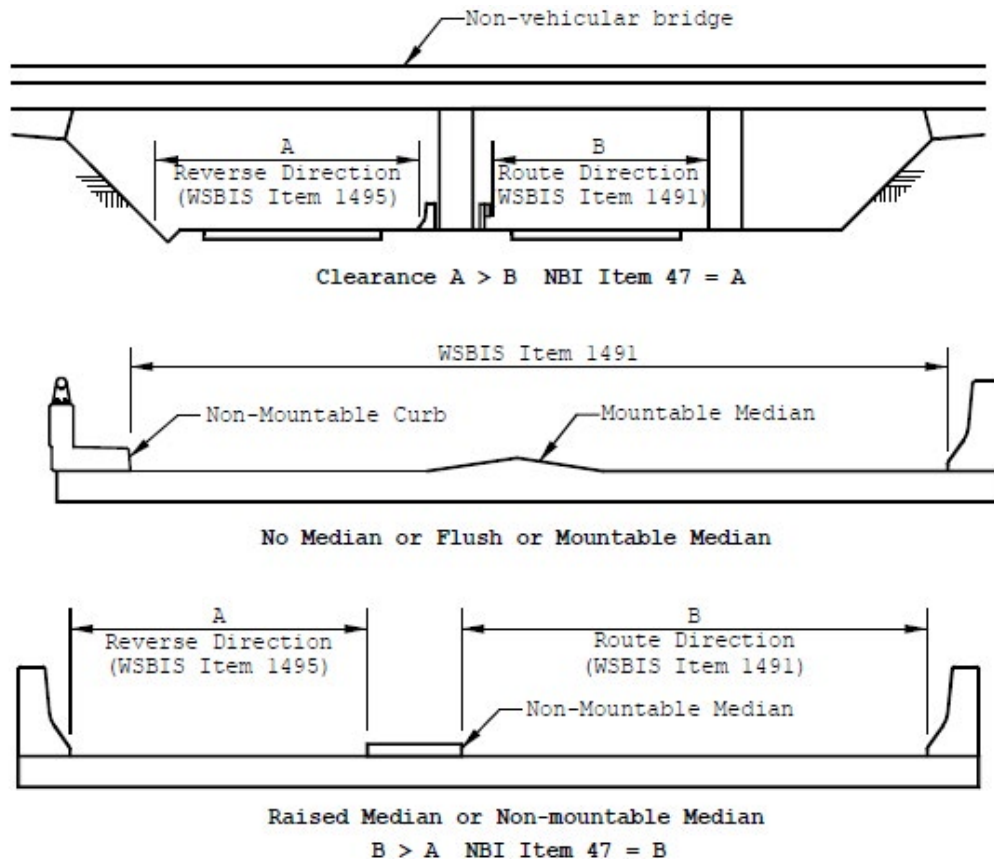 Non-vehicular bridge
A
Reverse Direction
(WSBIS Item 1495)
B
Route Direction
WSBIS Item 1491)
Clearance A > B NBI Item 47 = A
WSBIS Item 1491
Non-Mountable Curb
Mountable Median
No Median or Flush or Mountable Median
A
Reverse Direction
(WSBIS Item 1495)
B
Route Direction
(WSBIS Item 1491)
Non-Mountable Median
Raised Median or Non-mountable Median
B > A NBI Item 47 = B